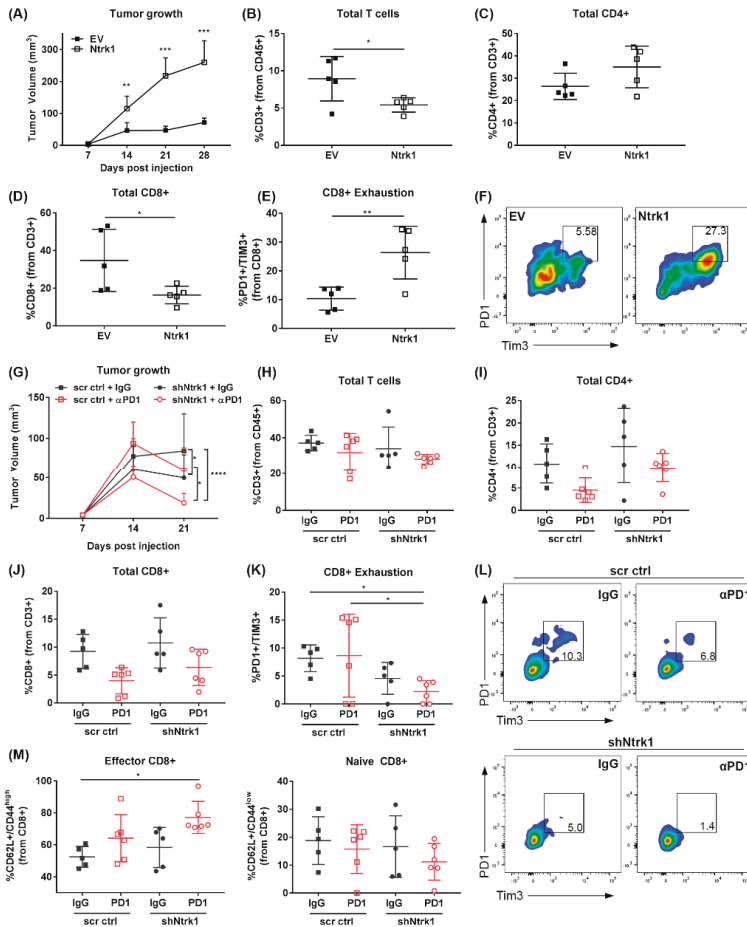 (A) Tumor growth
EV
Ntrk1
** *** ***
Tumor Volume (mm³)
300
200
100
0
7 14 21 28
Days post injection
(B) Total T cells
*
%CD3+ (from CD45+)
15
10
5
0
EV Ntrk1
(C) Total CD4+
%CD4+ (from CD3+)
50
40
30
20
10
0
EV Ntrk1
(D) Total CD8+
*
%CD8+ (from CD3+)
60
40
20
0
EV Ntrk1
(E) CD8+ Exhaustion
**
%PD1+/TIM3+
(from CD8+)
40
30
20
10
0
EV Ntrk1
(F)
EV 5.58
Ntrk1 27.3
PD1
Tim3
(G) Tumor growth
scr ctrl + IgG shNtrk1 + IgG
scr ctrl + αPD1 shNtrk1 + αPD1
Tumor Volume (mm³)
150
100
50
0
* * ****
7 14 21
Days post injection
(H) Total T cells
%CD3+ (from CD45+)
60
40
20
0
IgG PD1 IgG PD1
scr ctrl shNtrk1
(I) Total CD4+
%CD4+ (from CD3+)
25
20
15
10
5
0
IgG PD1 IgG PD1
scr ctrl shNtrk1
(J) Total CD8+
%CD8+ (from CD3+)
20
15
10
5
0
IgG PD1 IgG PD1
scr ctrl shNtrk1
(K) CD8+ Exhaustion
*
*
%PD1+/TIM3+
20
15
10
5
0
IgG PD1 IgG PD1
scr ctrl shNtrk1
(L) scr ctrl
IgG αPD1
10.3 6.8
PD1
Tim3
shNtrk1
IgG αPD1
5.0 1.4
PD1
Tim3
(M) Effector CD8+
*
%CD62L+/CD44high
(from CD8+)
100
80
60
40
IgG PD1 IgG PD1
scr ctrl shNtrk1
Naive CD8+
%CD62L+/CD44low
(from CD8+)
40
30
20
10
0
IgG PD1 IgG PD1
scr ctrl shNtrk1